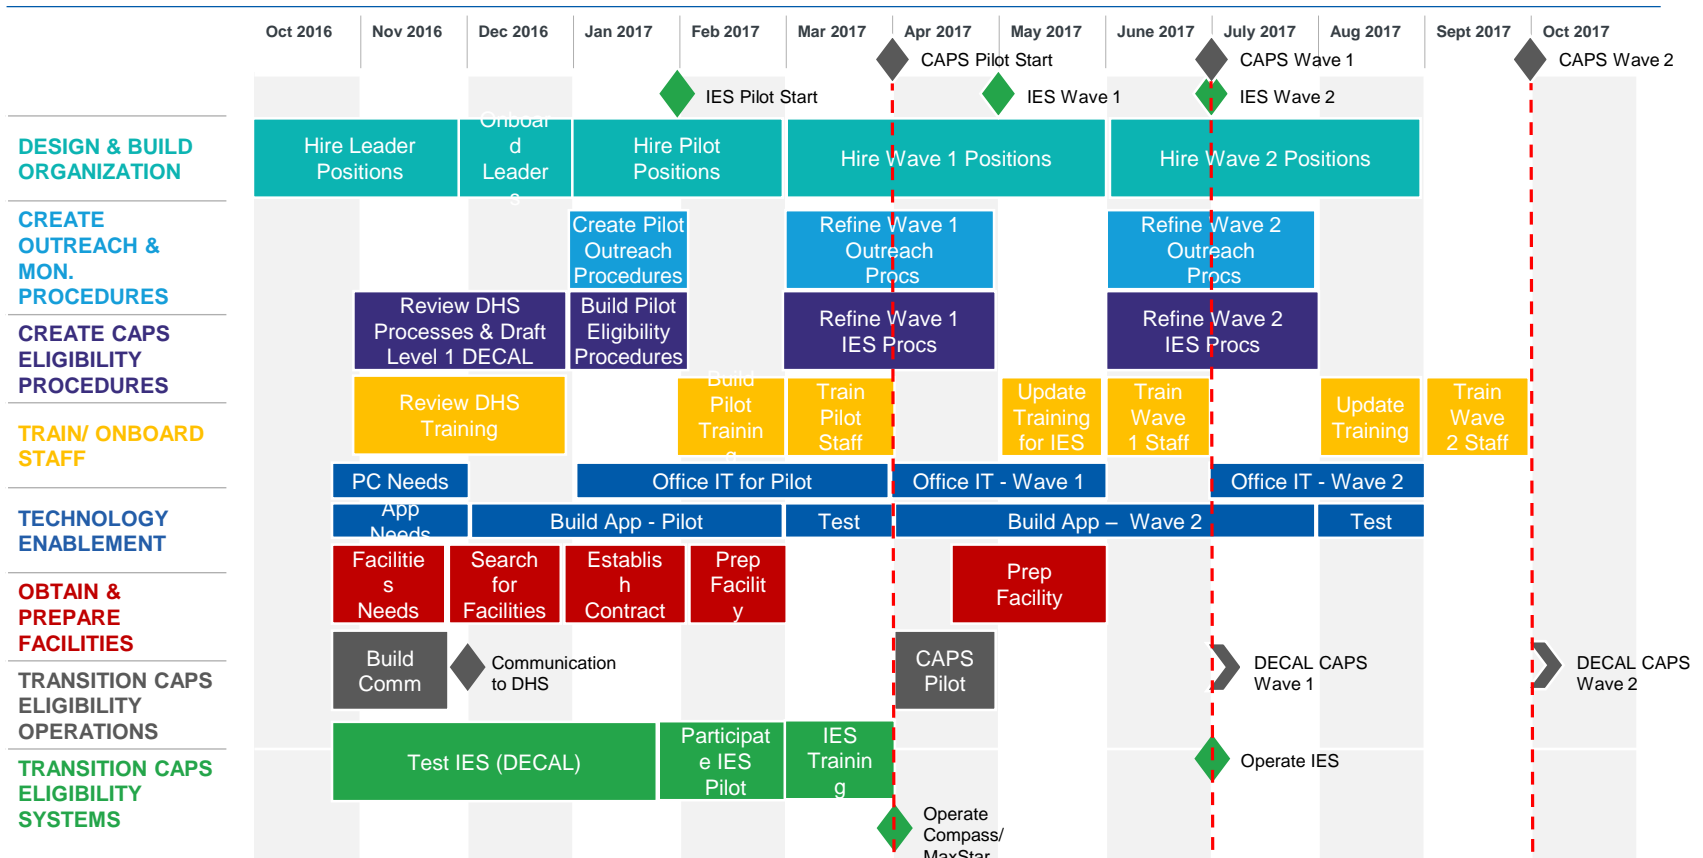 Oct 2016
Nov 2016
Dec 2016
Jan 2017
Feb 2017
Mar 2017
Apr 2017
May 2017
June 2017
July 2017
Aug 2017
Sept 2017
Oct 2017
CAPS Pilot Start
CAPS Wave 1
CAPS Wave 2
IES Pilot Start
IES Wave 1
IES Wave 2
DESIGN & BUILD
ORGANIZATION
Hire Leader
Positions
Onboar
d
Leader
s
Hire Pilot
Positions
Hire Wave 1 Positions
Hire Wave 2 Positions
CREATE
OUTREACH &
MON.
PROCEDURES
Create Pilot
Outreach
Procedures
Refine Wave 1
Outreach
Procs
Refine Wave 2
Outreach
Procs
CREATE CAPS
ELIGIBILITY
PROCEDURES
Review DHS
Processes & Draft
Level 1 DECAL
Build Pilot
Eligibility
Procedures
Refine Wave 1
IES Procs
Refine Wave 2
IES Procs
TRAIN/ ONBOARD
STAFF
Review DHS
Training
Build
Pilot
Trainin
g
Train
Pilot
Staff
Update
Training
for IES
Train
Wave
1 Staff
Update
Training
Train
Wave
2 Staff
TECHNOLOGY
ENABLEMENT
PC Needs
Office IT for Pilot
Office IT - Wave 1
Office IT - Wave 2
App
Needs
Build App - Pilot
Test
Build App – Wave 2
Test
OBTAIN &
PREPARE
FACILITIES
Facilitie
s
Needs
Search
for
Facilities
Establis
h
Contract
Prep
Facilit
y
Prep
Facility
TRANSITION CAPS
ELIGIBILITY
OPERATIONS
Build
Comm
Communication
to DHS
CAPS
Pilot
DECAL CAPS
Wave 1
DECAL CAPS
Wave 2
TRANSITION CAPS
ELIGIBILITY
SYSTEMS
Test IES (DECAL)
Participat
e IES
Pilot
IES
Trainin
g
Operate IES
Operate
Compass/
MaxStar